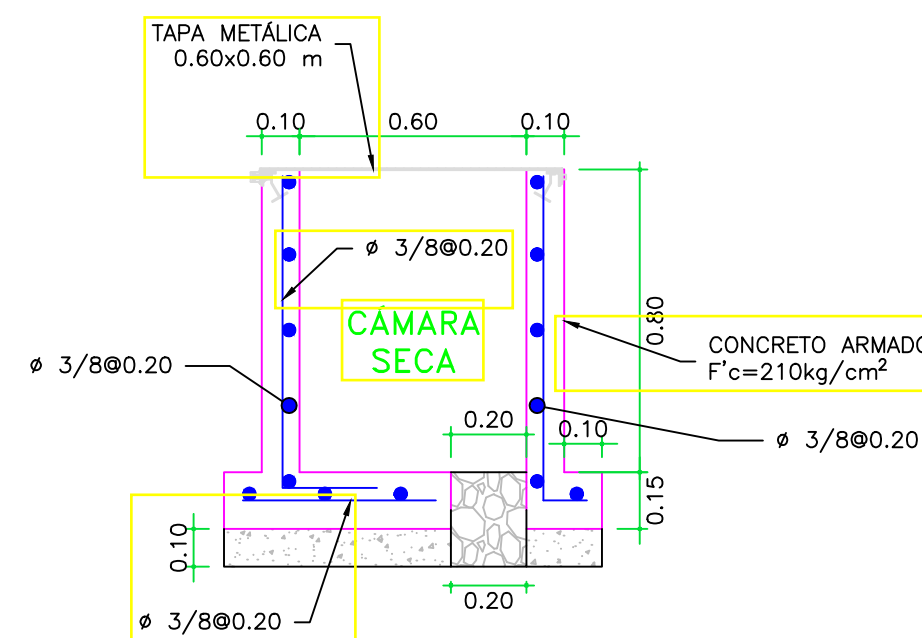 TAPA METÁLICA
0.60x0.60 m
0.10
0.60
0.10
ø 3/8@0.20
CÁMARA
SECA
0.80
CONCRETO ARMADO
F'c=210kg/cm²
ø 3/8@0.20
0.20
0.10
ø 3/8@0.20
0.15
0.10
0.20
ø 3/8@0.20